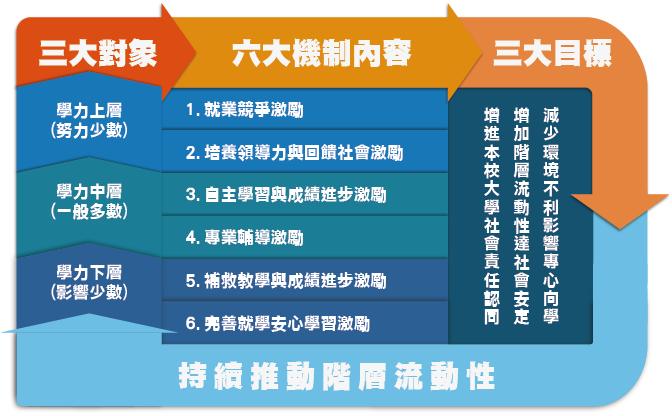 三大對象
六大機制內容
三大目標
學力上層
(努力少數)
學力中層
(一般多數)
學力下層
(影響少數)
1. 就業競爭激勵
2. 培養領導力與回饋社會激勵
3. 自主學習與成績進步激勵
4. 專業輔導激勵
5. 補救教學與成績進步激勵
6. 完善就學安心學習激勵
減少環境不利影響專心向學
增加階層流動性達社會安定
增進本校大學社會責任認同
持續推動階層流動性